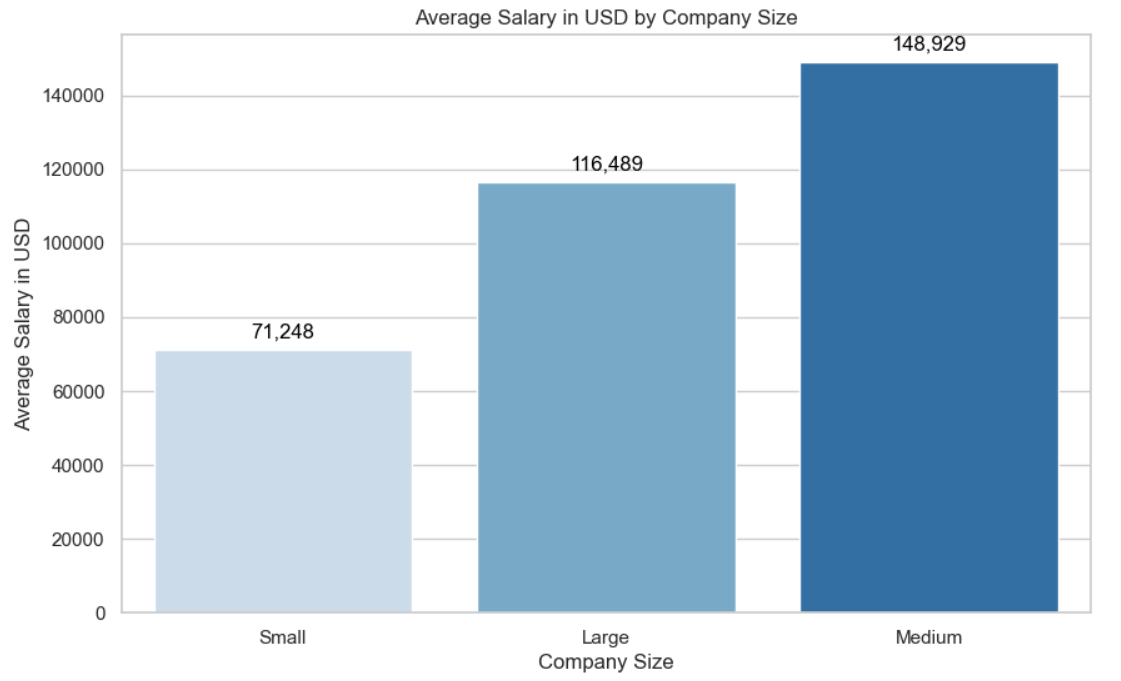 Average Salary in USD by Company Size
148,929
140000
120000
116,489
100000
Average Salary in USD
80000
71,248
60000
40000
20000
0
Small
Large
Medium
Company Size